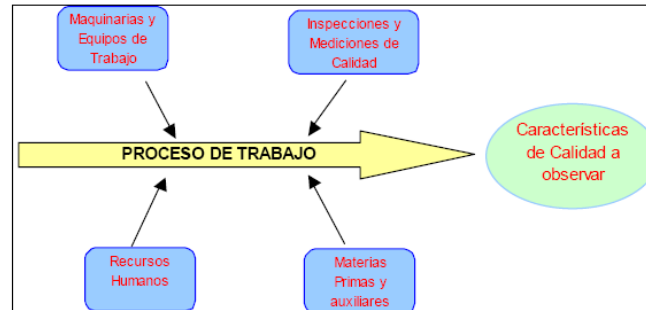 Maquinarias y
Equipos de
Trabajo
Inspecciones y
Mediciones de
Calidad
PROCESO DE TRABAJO
Características
de Calidad a
observar
Recursos
Humanos
Materias
Primas y
auxiliares